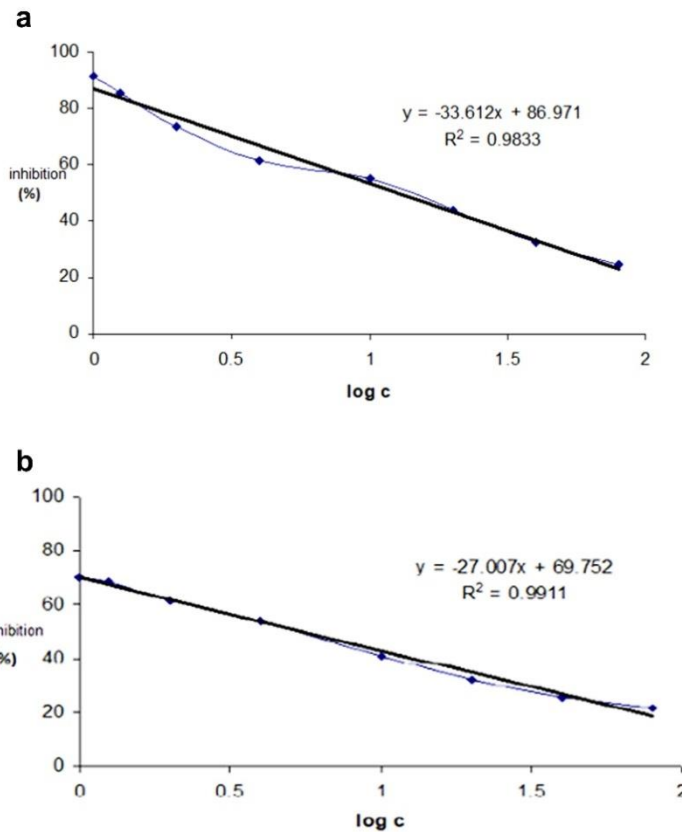 a
100
80
60
40
20
0
inhibition
(%)
y = -33.612x + 86.971
R² = 0.9833
0 0.5 1 1.5 2
log c
b
100
80
60
40
20
0
nibition
%)
y = -27.007x + 69.752
R² = 0.9911
0 0.5 1 1.5 2
log c